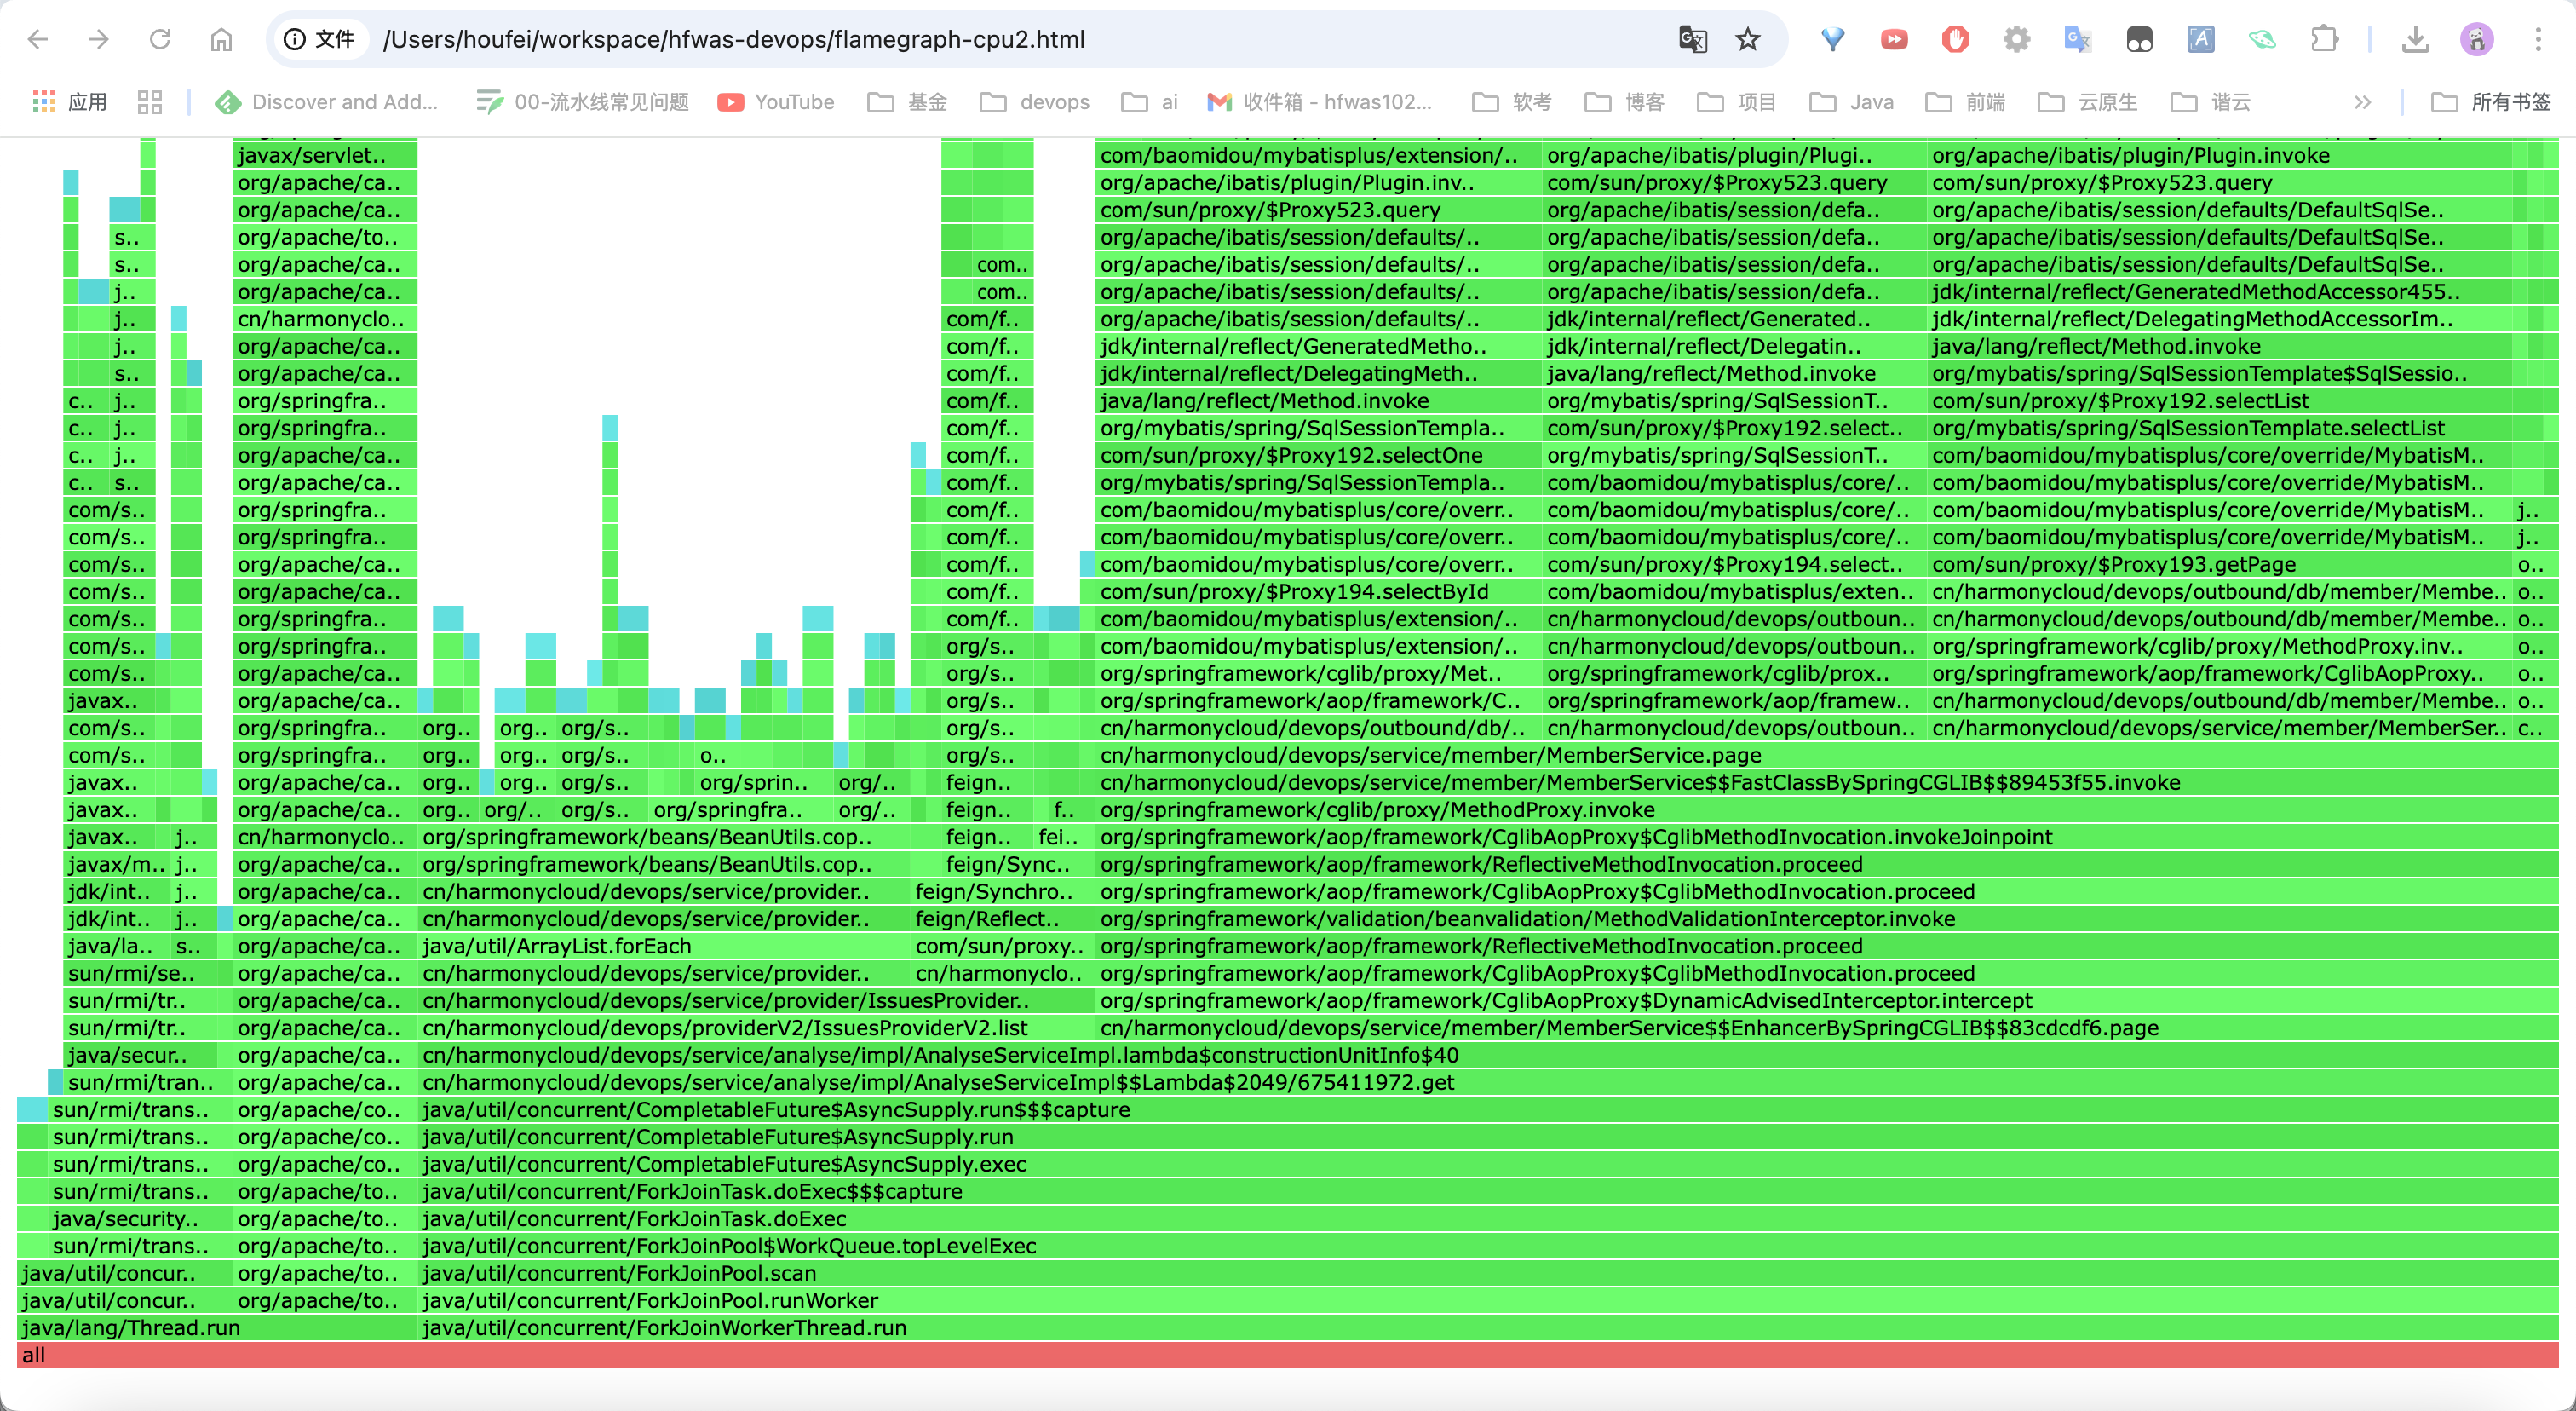 文件 /Users/houfei/workspace/hfwas-devops/flamegraph-cpu2.html
应用 Discover and Add... 00-流水线常见问题 YouTube 基金 devops ai 收件箱 - hfwas102... 软考 博客 项目 Java 前端 云原生 谐云 所有书签
javax/servlet.. com/baomidou/mybatisplus/extension/.. org/apache/ibatis/plugin/Plugi.. org/apache/ibatis/plugin/Plugin.invoke
org/apache/ca.. org/apache/ibatis/plugin/Plugin.inv.. com/sun/proxy/$Proxy523.query com/sun/proxy/$Proxy523.query
org/apache/ca.. com/sun/proxy/$Proxy523.query org/apache/ibatis/session/defa.. org/apache/ibatis/session/defaults/DefaultSqlSe..
s.. org/apache/to.. org/apache/ibatis/session/defaults/.. org/apache/ibatis/session/defa.. org/apache/ibatis/session/defaults/DefaultSqlSe..
s.. org/apache/ca.. com.. org/apache/ibatis/session/defaults/.. org/apache/ibatis/session/defa.. org/apache/ibatis/session/defaults/DefaultSqlSe..
j.. org/apache/ca.. com.. org/apache/ibatis/session/defaults/.. org/apache/ibatis/session/defa.. jdk/internal/reflect/GeneratedMethodAccessor455..
j.. cn/harmonyclo.. com/f.. org/apache/ibatis/session/defaults/.. jdk/internal/reflect/Generated.. jdk/internal/reflect/DelegatingMethodAccessorIm..
j.. org/apache/ca.. com/f.. jdk/internal/reflect/GeneratedMetho.. jdk/internal/reflect/Delegatin.. java/lang/reflect/Method.invoke
s.. org/apache/ca.. com/f.. jdk/internal/reflect/DelegatingMeth.. java/lang/reflect/Method.invoke org/mybatis/spring/SqlSessionTemplate$SqlSessio..
c.. j.. org/springfra.. com/f.. java/lang/reflect/Method.invoke org/mybatis/spring/SqlSessionT.. com/sun/proxy/$Proxy192.selectList
c.. j.. org/springfra.. com/f.. org/mybatis/spring/SqlSessionTempla.. com/sun/proxy/$Proxy192.select.. org/mybatis/spring/SqlSessionTemplate.selectList
c.. j.. org/apache/ca.. com/f.. com/sun/proxy/$Proxy192.selectOne org/mybatis/spring/SqlSessionT.. com/baomidou/mybatisplus/core/override/MybatisM..
c.. s.. org/apache/ca.. com/f.. org/mybatis/spring/SqlSessionTempla.. com/baomidou/mybatisplus/core/.. com/baomidou/mybatisplus/core/override/MybatisM..
com/s.. org/springfra.. com/f.. com/baomidou/mybatisplus/core/overr.. com/baomidou/mybatisplus/core/.. com/baomidou/mybatisplus/core/override/MybatisM.. j..
com/s.. org/springfra.. com/f.. com/baomidou/mybatisplus/core/overr.. com/baomidou/mybatisplus/core/.. com/baomidou/mybatisplus/core/override/MybatisM.. j..
com/s.. org/apache/ca.. com/f.. com/baomidou/mybatisplus/core/overr.. com/sun/proxy/$Proxy194.select.. com/sun/proxy/$Proxy193.getPage o..
com/s.. org/apache/ca.. com/f.. com/sun/proxy/$Proxy194.selectById com/baomidou/mybatisplus/exten.. cn/harmonycloud/devops/outbound/db/member/Membe.. o..
com/s.. org/springfra.. com/f.. com/baomidou/mybatisplus/extension/.. cn/harmonycloud/devops/outboun.. cn/harmonycloud/devops/outbound/db/member/Membe.. o..
com/s.. org/springfra.. org/s.. com/baomidou/mybatisplus/extension/.. cn/harmonycloud/devops/outboun.. org/springframework/cglib/proxy/MethodProxy.inv.. o..
com/s.. org/apache/ca.. org/s.. org/springframework/cglib/proxy/Met.. org/springframework/cglib/prox.. org/springframework/aop/framework/CglibAopProxy.. o..
javax.. org/apache/ca.. org/s.. org/springframework/aop/framework/C.. org/springframework/aop/framew.. cn/harmonycloud/devops/outbound/db/member/Membe.. o..
com/s.. org/springfra.. org.. org.. org/s.. org/s.. cn/harmonycloud/devops/outbound/db/.. cn/harmonycloud/devops/outboun.. cn/harmonycloud/devops/service/member/MemberSer.. c..
com/s.. org/springfra.. org.. org.. org/s.. o.. org/s.. cn/harmonycloud/devops/service/member/MemberService.page
javax.. org/apache/ca.. org.. org.. org/s.. org/sprin.. org/.. feign.. cn/harmonycloud/devops/service/member/MemberService$$FastClassBySpringCGLIB$$89453f55.invoke
javax.. org/apache/ca.. org.. org/.. org/s.. org/springfra.. org/.. feign.. f.. org/springframework/cglib/proxy/MethodProxy.invoke
javax.. j.. cn/harmonyclo.. org/springframework/beans/BeanUtils.cop.. feign.. fei.. org/springframework/aop/framework/CglibAopProxy$CglibMethodInvocation.invokeJoinpoint
javax/m.. j.. org/apache/ca.. org/springframework/beans/BeanUtils.cop.. feign/Sync.. org/springframework/aop/framework/ReflectiveMethodInvocation.proceed
jdk/int.. j.. org/apache/ca.. cn/harmonycloud/devops/service/provider.. feign/Synchro.. org/springframework/aop/framework/CglibAopProxy$CglibMethodInvocation.proceed
jdk/int.. j.. org/apache/ca.. cn/harmonycloud/devops/service/provider.. feign/Reflect.. org/springframework/validation/beanvalidation/MethodValidationInterceptor.invoke
java/la.. s.. org/apache/ca.. java/util/ArrayList.forEach com/sun/proxy.. org/springframework/aop/framework/ReflectiveMethodInvocation.proceed
sun/rmi/se.. org/apache/ca.. cn/harmonycloud/devops/service/provider.. cn/harmonyclo.. org/springframework/aop/framework/CglibAopProxy$CglibMethodInvocation.proceed
sun/rmi/tr.. org/apache/ca.. cn/harmonycloud/devops/service/provider/IssuesProvider.. org/springframework/aop/framework/CglibAopProxy$DynamicAdvisedInterceptor.intercept
sun/rmi/tr.. org/apache/ca.. cn/harmonycloud/devops/providerV2/IssuesProviderV2.list cn/harmonycloud/devops/service/member/MemberService$$EnhancerBySpringCGLIB$$83cdcdf6.page
java/secur.. org/apache/ca.. cn/harmonycloud/devops/service/analyse/impl/AnalyseServiceImpl.lambda$constructionUnitInfo$40
sun/rmi/tran.. org/apache/ca.. cn/harmonycloud/devops/service/analyse/impl/AnalyseServiceImpl$$Lambda$2049/675411972.get
sun/rmi/trans.. org/apache/co.. java/util/concurrent/CompletableFuture$AsyncSupply.run$$$capture
sun/rmi/trans.. org/apache/co.. java/util/concurrent/CompletableFuture$AsyncSupply.run
sun/rmi/trans.. org/apache/co.. java/util/concurrent/CompletableFuture$AsyncSupply.exec
sun/rmi/trans.. org/apache/to.. java/util/concurrent/ForkJoinTask.doExec$$$capture
java/security.. org/apache/to.. java/util/concurrent/ForkJoinTask.doExec
sun/rmi/trans.. org/apache/to.. java/util/concurrent/ForkJoinPool$WorkQueue.topLevelExec
java/util/concur.. org/apache/to.. java/util/concurrent/ForkJoinPool.scan
java/util/concur.. org/apache/to.. java/util/concurrent/ForkJoinPool.runWorker
java/lang/Thread.run java/util/concurrent/ForkJoinWorkerThread.run
all